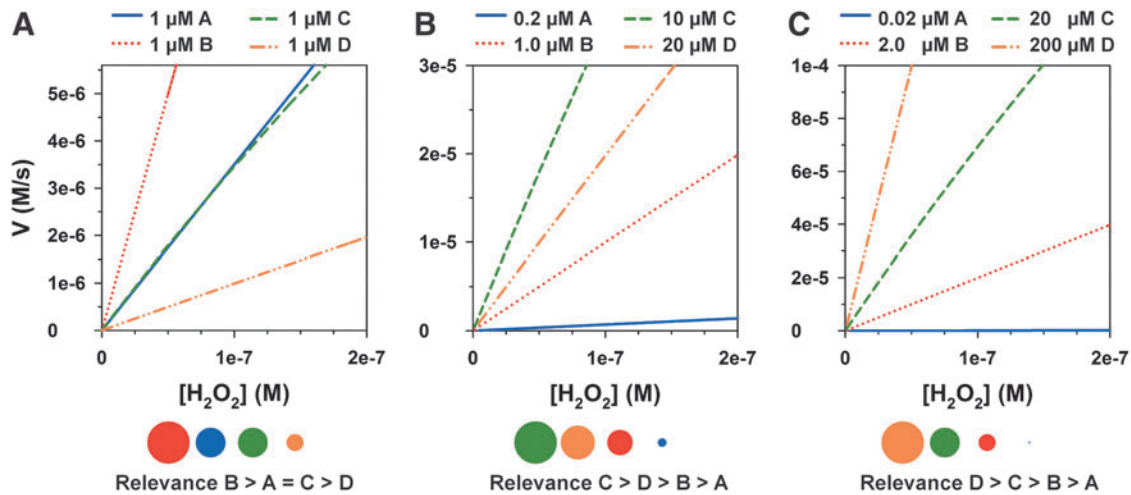 A
1 µM A
1 µM C
1 µM B
1 µM D
V (M/s)
5e-6
4e-6
3e-6
2e-6
1e-6
0
0
1e-7
2e-7
[H₂O₂] (M)
Relevance B > A = C > D
B
0.2 µM A
10 µM C
1.0 µM B
20 µM D
3e-5
2e-5
1e-5
0
0
1e-7
2e-7
[H₂O₂] (M)
Relevance C > D > B > A
C
0.02 µM A
20 µM C
2.0 µM B
200 µM D
1e-4
8e-5
6e-5
4e-5
2e-5
0
0
1e-7
2e-7
[H₂O₂] (M)
Relevance D > C > B > A